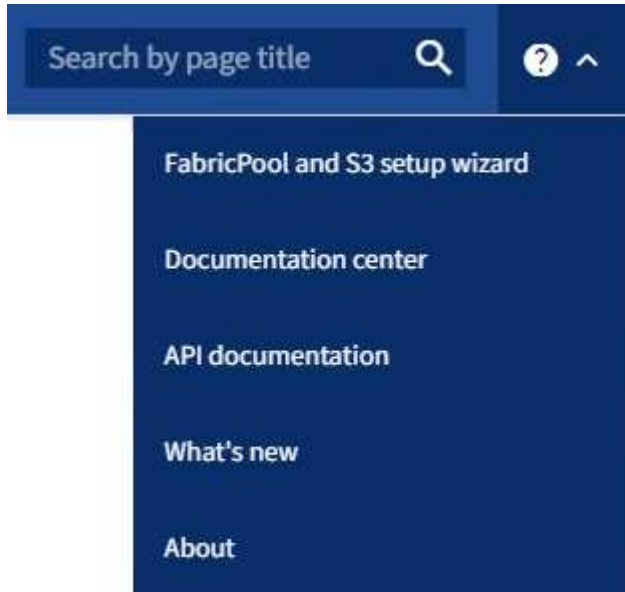 Search by page title
FabricPool and S3 setup wizard
Documentation center
API documentation
What's new
About